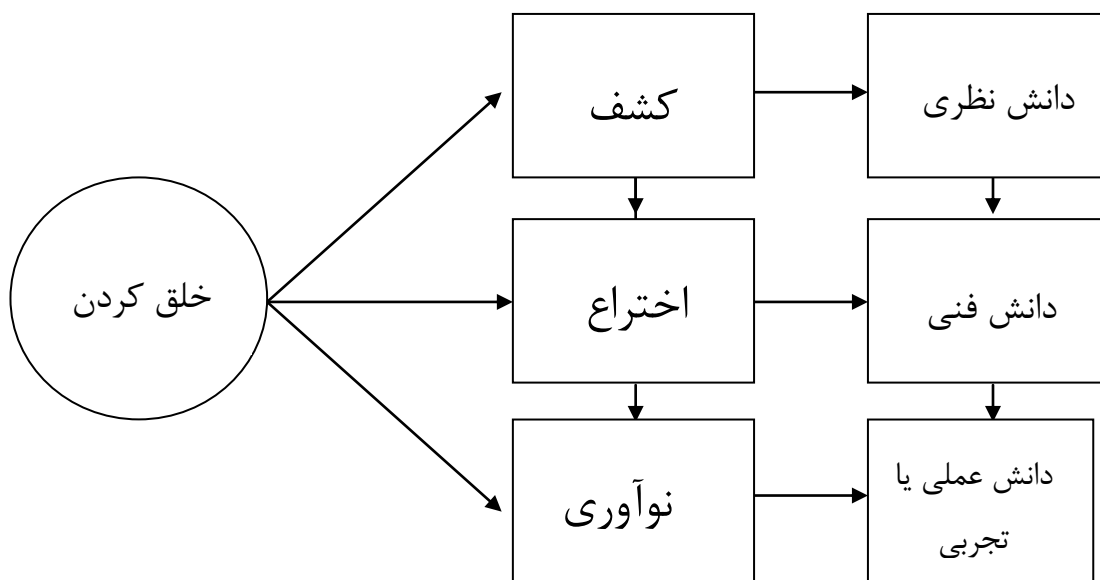 کشف
دانش نظری
خلق کردن
اختراع
دانش فنی
نوآوری
دانش عملی یا
تجربی